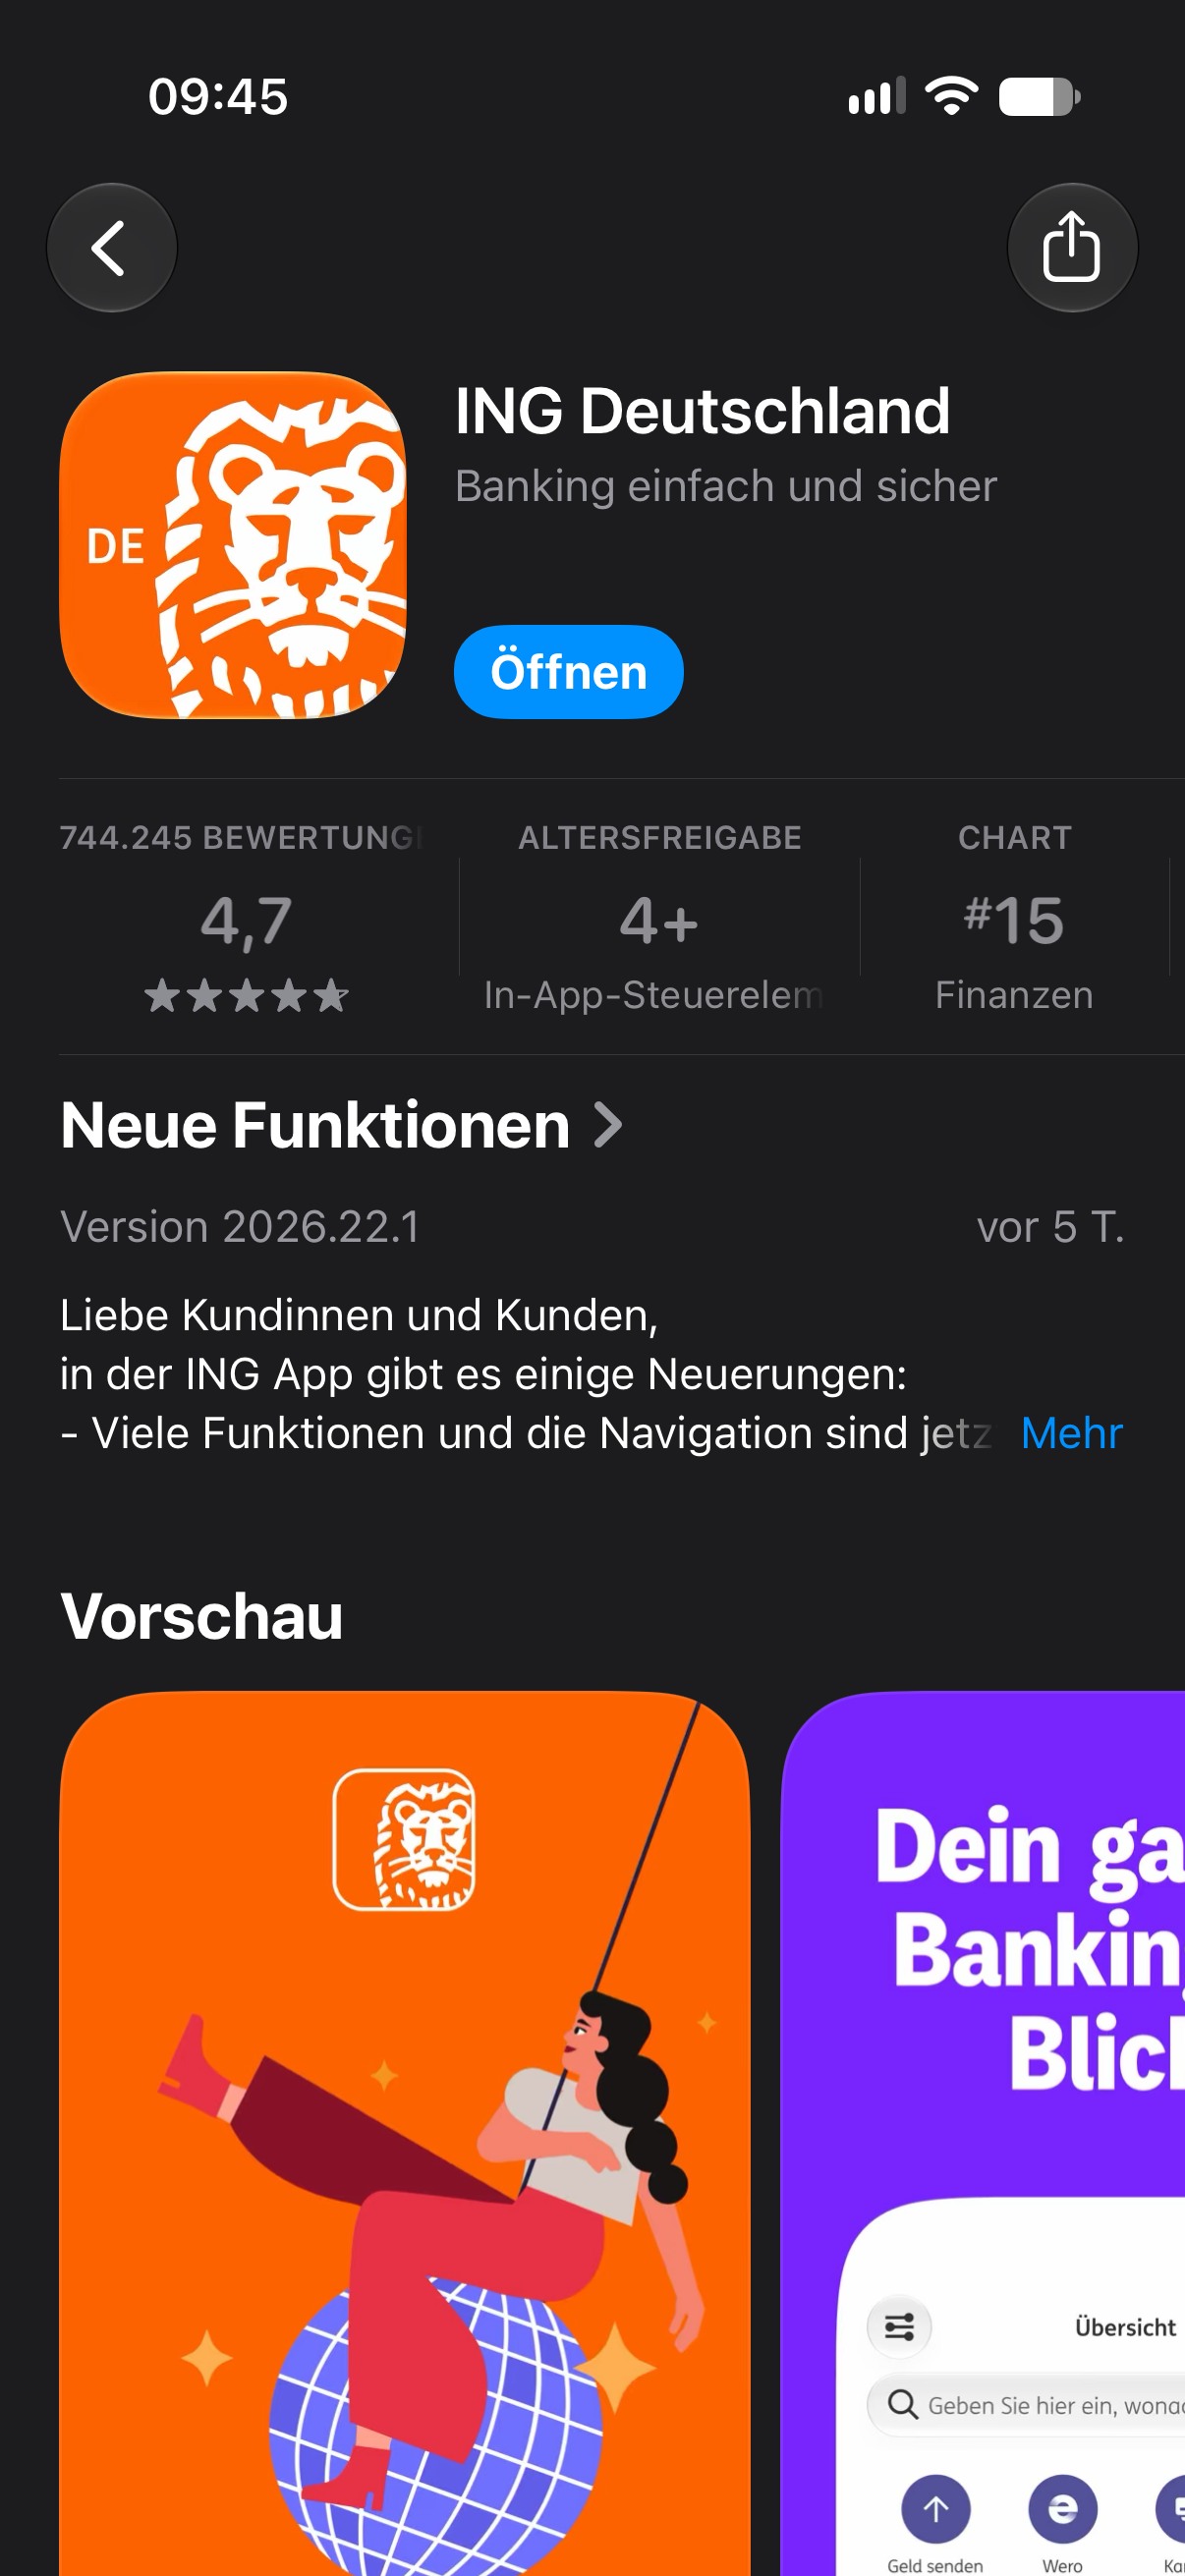 09:45
ING Deutschland
Banking einfach und sicher
DE
Öffnen
744.245 BEWERTUNG
4,7
ALTERSFREIGABE
4+
In-App-Steuerelem
CHART
#15
Finanzen
Neue Funktionen
Version 2026.22.1 vor 5 T.
Liebe Kundinnen und Kunden,
in der ING App gibt es einige Neuerungen:
- Viele Funktionen und die Navigation sind jetz Mehr
Vorschau
Dein ga
Bankin
Blic
Übersicht
Geben Sie hier ein, wonac
Geld senden
Wero
Ka